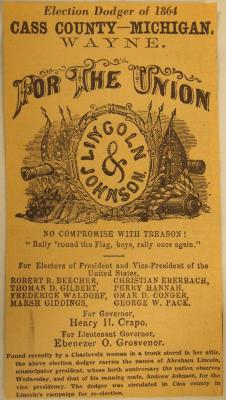 Election Dodger of 1864
CASS COUNTY—MICHIGAN.
WAYNE.
FOR THE UNION
LINCOLN
&
JOHNSON.
NO COMPROMISE WITH TREASON!
"Rally 'round the Flag, boys, rally once again."
For Electors of President and Vice-President of the
United States,
ROBERT R. BEECHER, CHRISTIAN EBERBACH,
THOMAS D. GILBERT, PERRY HANNAH,
FREDERICK WALDORF, OMAR D. CONGER,
MARSH GIDDINGS, GEORGE W. PACK.
For Governor,
Henry H. Crapo.
For Lieutenant Governor,
Ebenezer O. Grosvenor.
Found recently by a Charlevoix woman in a trunk stored in her attic,
the above election dodger carries the names of Abraham Lincoln,
emancipator president, whose birth anniversary the nation observes
Wednesday, and that of his running mate, Andrew Johnson, for the
vice presidency. The dodger was circulated in Cass county in
Lincoln's campaign for re-election.